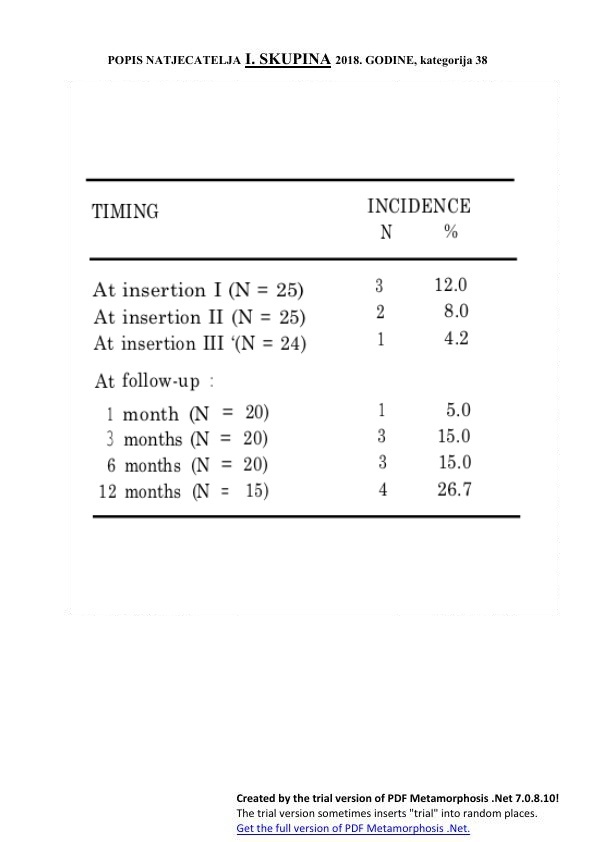 POPIS NATJECATELJA I. SKUPINA 2018. GODINE, kategorija 38
TIMING INCIDENCE
N %
At insertion I (N = 25) 3 12.0
At insertion II (N = 25) 2 8.0
At insertion III ‘(N = 24) 1 4.2
At follow-up :
1 month (N = 20) 1 5.0
3 months (N = 20) 3 15.0
6 months (N = 20) 3 15.0
12 months (N = 15) 4 26.7
Created by the trial version of PDF Metamorphosis .Net 7.0.8.10!
The trial version sometimes inserts "trial" into random places.
Get the full version of PDF Metamorphosis .Net.